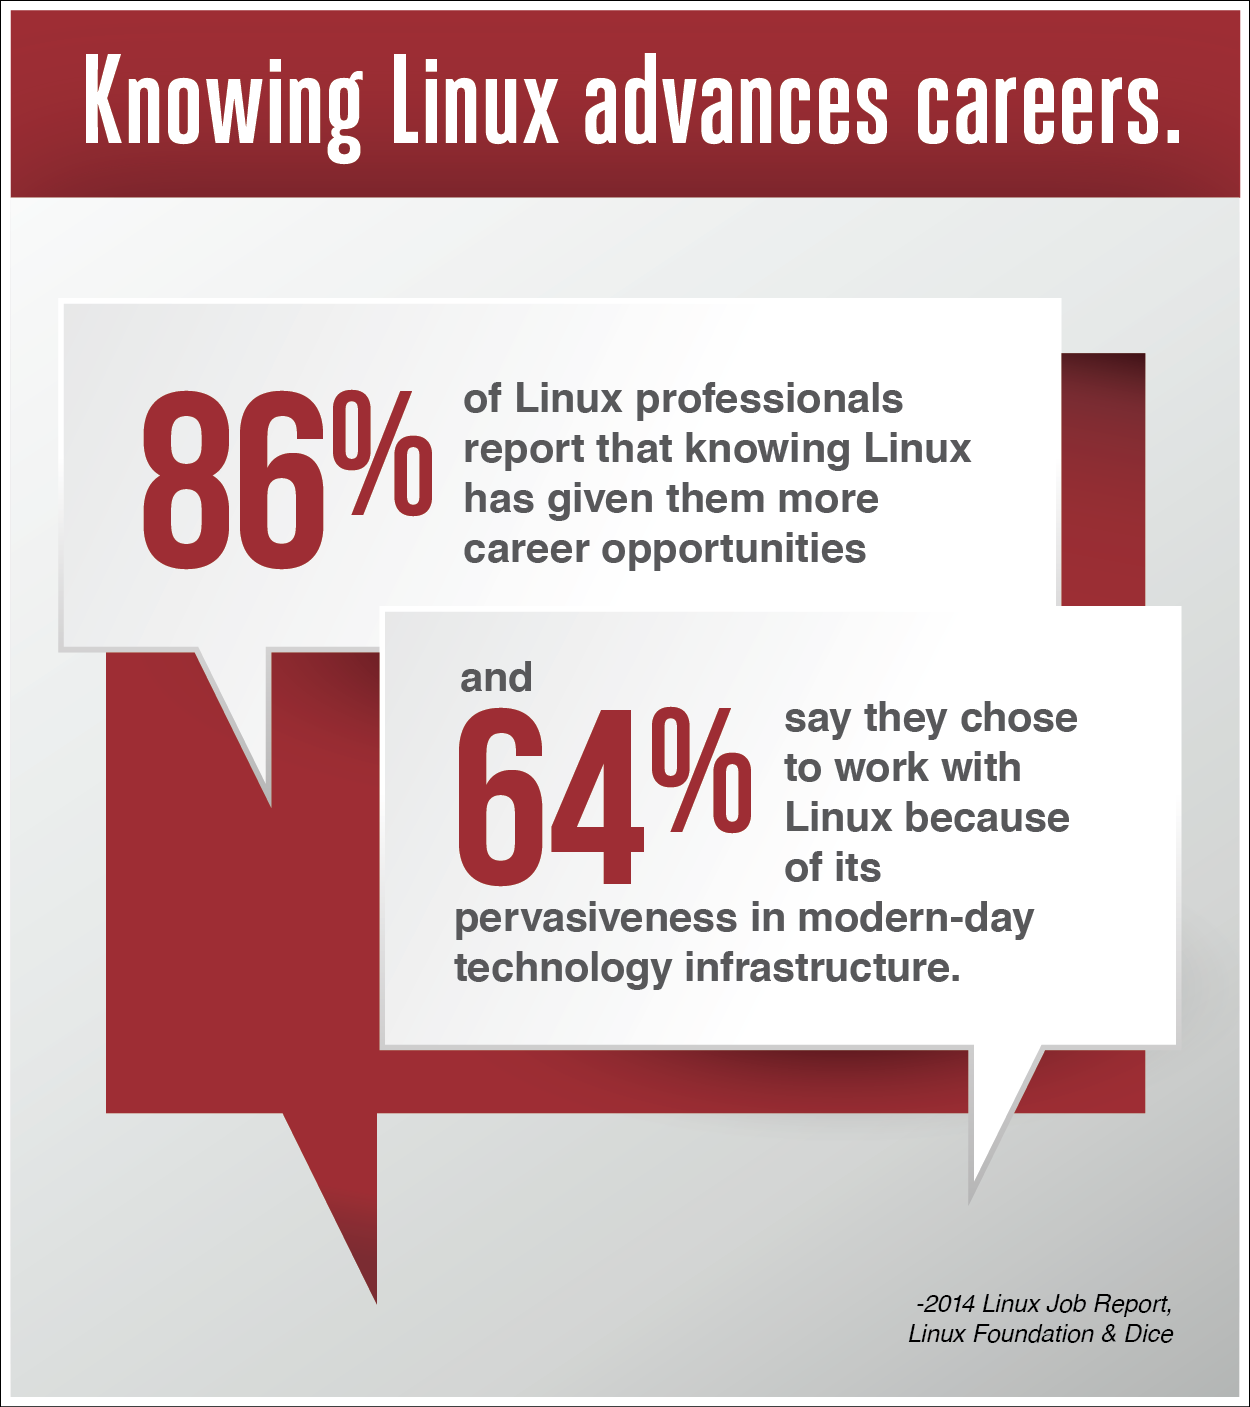 Knowing Linux advances careers.
86%
of Linux professionals
report that knowing Linux
has given them more
career opportunities
and
64%
say they chose
to work with
Linux because
of its
pervasiveness in modern-day
technology infrastructure.
-2014 Linux Job Report,
Linux Foundation & Dice